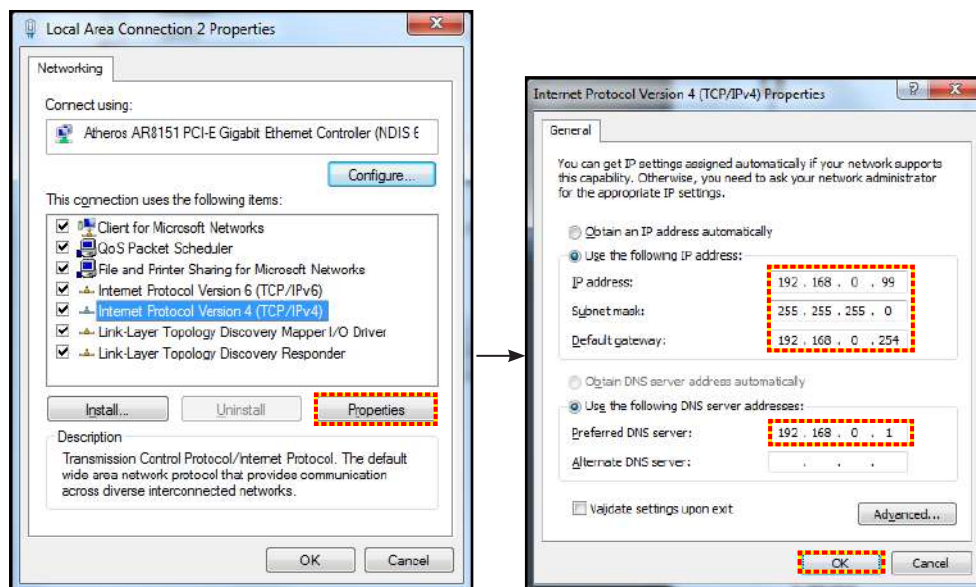 Local Area Connection 2 Properties
Networking
Connect using:
Atheros AR8151 PCI-E Gigabit Ethernet Controller (NDIS 6
Configure...
This connection uses the following items:
Client for Microsoft Networks
QoS Packet Scheduler
File and Printer Sharing for Microsoft Networks
Internet Protocol Version 6 (TCP/IPv6)
Internet Protocol Version 4 (TCP/IPv4)
Link-Layer Topology Discovery Mapper I/O Driver
Link-Layer Topology Discovery Responder
Install...
Uninstall
Properties
Description
Transmission Control Protocol/Internet Protocol. The default
wide area network protocol that provides communication
across diverse interconnected networks.
OK
Cancel
Internet Protocol Version 4 (TCP/IPv4) Properties
General
You can get IP settings assigned automatically if your network supports
this capability. Otherwise, you need to ask your network administrator
for the appropriate IP settings.
Obtain an IP address automatically
Use the following IP address:
IP address: 192 . 168 . 0 . 99
Subnet mask: 255 . 255 . 255 . 0
Default gateway: 192 . 168 . 0 . 254
Obtain DNS server address automatically
Use the following DNS server addresses:
Preferred DNS server: 192 . 168 . 0 . 1
Alternate DNS server: . . .
Validate settings upon exit
Advanced...
OK
Cancel